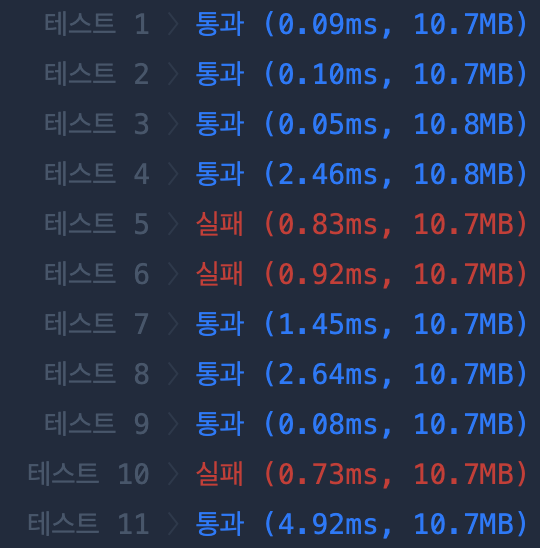 테스트 1 > 통과 (0.09ms, 10.7MB)
테스트 2 > 통과 (0.10ms, 10.7MB)
테스트 3 > 통과 (0.05ms, 10.8MB)
테스트 4 > 통과 (2.46ms, 10.8MB)
테스트 5 > 실패 (0.83ms, 10.7MB)
테스트 6 > 실패 (0.92ms, 10.7MB)
테스트 7 > 통과 (1.45ms, 10.7MB)
테스트 8 > 통과 (2.64ms, 10.7MB)
테스트 9 > 통과 (0.08ms, 10.7MB)
테스트 10 > 실패 (0.73ms, 10.7MB)
테스트 11 > 통과 (4.92ms, 10.7MB)